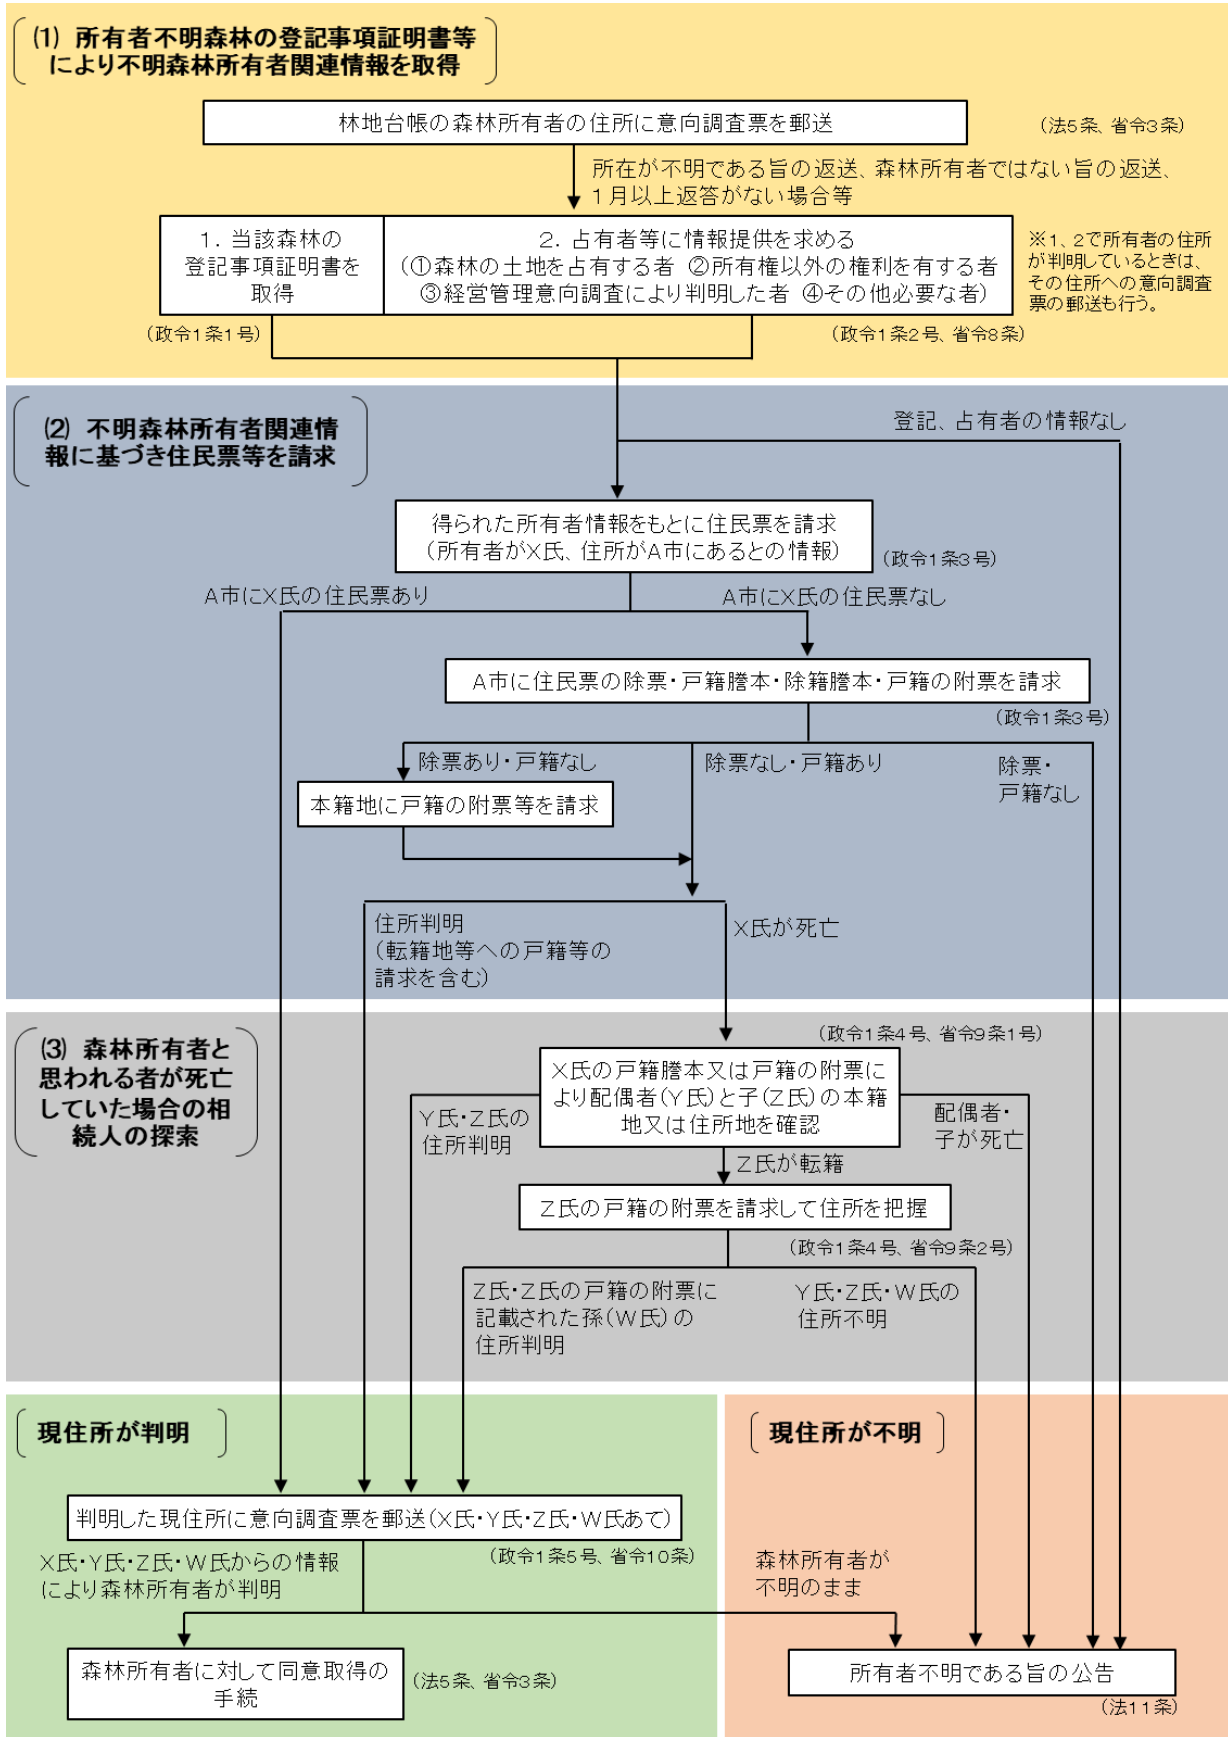 (1) 所有者不明森林の登記事項証明書等
により不明森林所有者関連情報を取得
林地台帳の森林所有者の住所に意向調査票を郵送
(法5条、省令3条)
所在が不明である旨の返送、森林所有者ではない旨の返送、
1月以上返答がない場合等
1. 当該森林の
登記事項証明書を
取得
2. 占有者等に情報提供を求める
(①森林の土地を占有する者 ②所有権以外の権利を有する者
③経営管理意向調査により判明した者 ④その他必要な者)
※1、2で所有者の住所
が判明しているときは、
その住所への意向調査
票の郵送も行う。
(政令1条1号)
(政令1条2号、省令8条)
(2) 不明森林所有者関連情
報に基づき住民票等を請求
登記、占有者の情報なし
得られた所有者情報をもとに住民票を請求
(所有者がX氏、住所がA市にあるとの情報)
(政令1条3号)
A市にX氏の住民票あり
A市にX氏の住民票なし
A市に住民票の除票・戸籍謄本・除籍謄本・戸籍の附票を請求
(政令1条3号)
除票あり・戸籍なし
除票なし・戸籍あり
除票・
戸籍なし
本籍地に戸籍の附票等を請求
住所判明
(転籍地等への戸籍等の
請求を含む)
X氏が死亡
(3) 森林所有者と
思われる者が死亡
していた場合の相
続人の探索
(政令1条4号、省令9条1号)
X氏の戸籍謄本又は戸籍の附票に
より配偶者(Y氏)と子(Z氏)の本籍
地又は住所地を確認
Y氏・Z氏の
住所判明
配偶者・
子が死亡
Z氏が転籍
Z氏の戸籍の附票を請求して住所を把握
(政令1条4号、省令9条2号)
Z氏・Z氏の戸籍の附票に
記載された孫(W氏)の
住所判明
Y氏・Z氏・W氏の
住所不明
現住所が判明
現住所が不明
判明した現住所に意向調査票を郵送(X氏・Y氏・Z氏・W氏あて)
(政令1条5号、省令10条)
X氏・Y氏・Z氏・W氏からの情報
により森林所有者が判明
森林所有者が
不明のまま
森林所有者に対して同意取得の
手続
(法5条、省令3条)
所有者不明である旨の公告
(法11条)